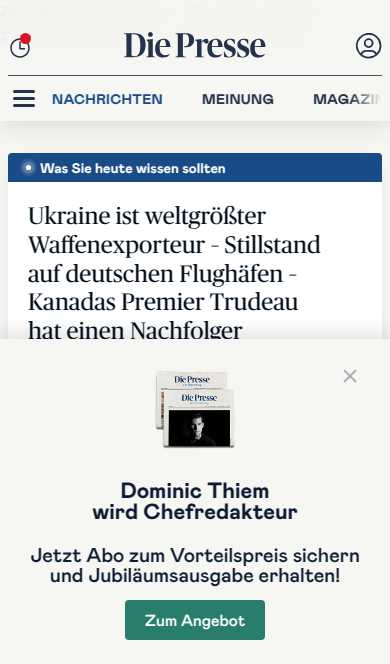 Die Presse
NACHRICHTEN MEINUNG MAGAZIN
Was Sie heute wissen sollten
Ukraine ist weltgrößter
Waffenexporteur – Stillstand
auf deutschen Flughäfen –
Kanadas Premier Trudeau
hat einen Nachfolger
Die Presse
Die Presse
Dominic Thiem
wird Chefredakteur
Jetzt Abo zum Vorteilspreis sichern
und Jubiläumsausgabe erhalten!
Zum Angebot